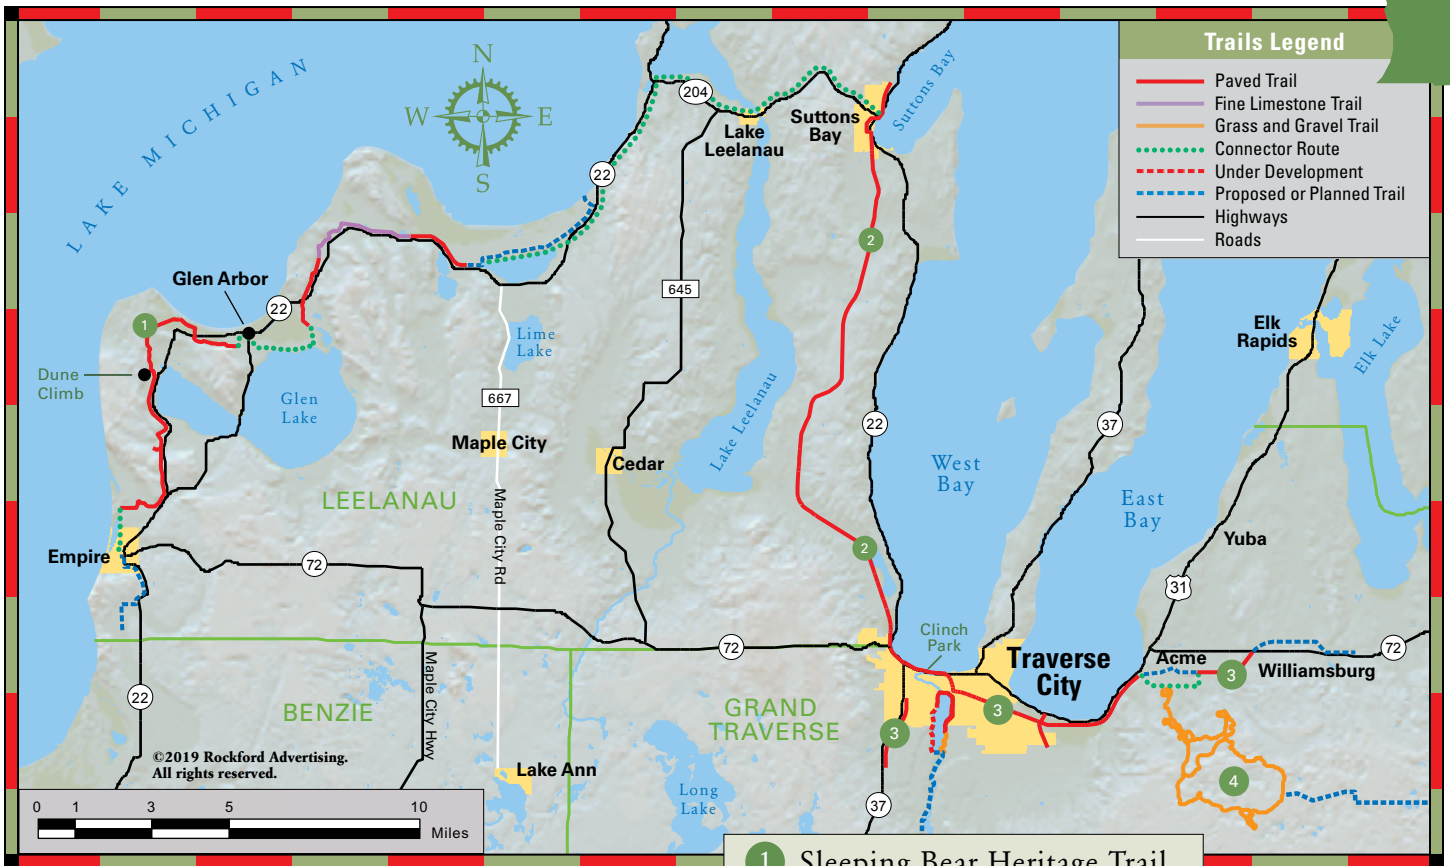 Trails Legend
Paved Trail
Fine Limestone Trail
Grass and Gravel Trail
Connector Route
Under Development
Proposed or Planned Trail
Highways
Roads
LAKE MICHIGAN
N
W E
S
204
Lake
Leelanau
Suttons
Bay
Suttons Bay
22
2
Glen Arbor
22
1
645
Lime
Lake
Elk
Rapids
Elk Lake
Dune
Climb
Glen
Lake
667
Lake Leelanau
22
37
Maple City
Cedar
West
Bay
East
Bay
LEELANAU
Maple City Rd
Yuba
Empire
72
2
31
Clinch
Park
72
72
Traverse
City
Acme
Williamsburg
3
22
Maple City Hwy
BENZIE
GRAND
TRAVERSE
3
3
©2019 Rockford Advertising.
All rights reserved.
Lake Ann
Long
Lake
4
37
0 1 3 5 10
Miles
1 Sleeping Bear Heritage Trail